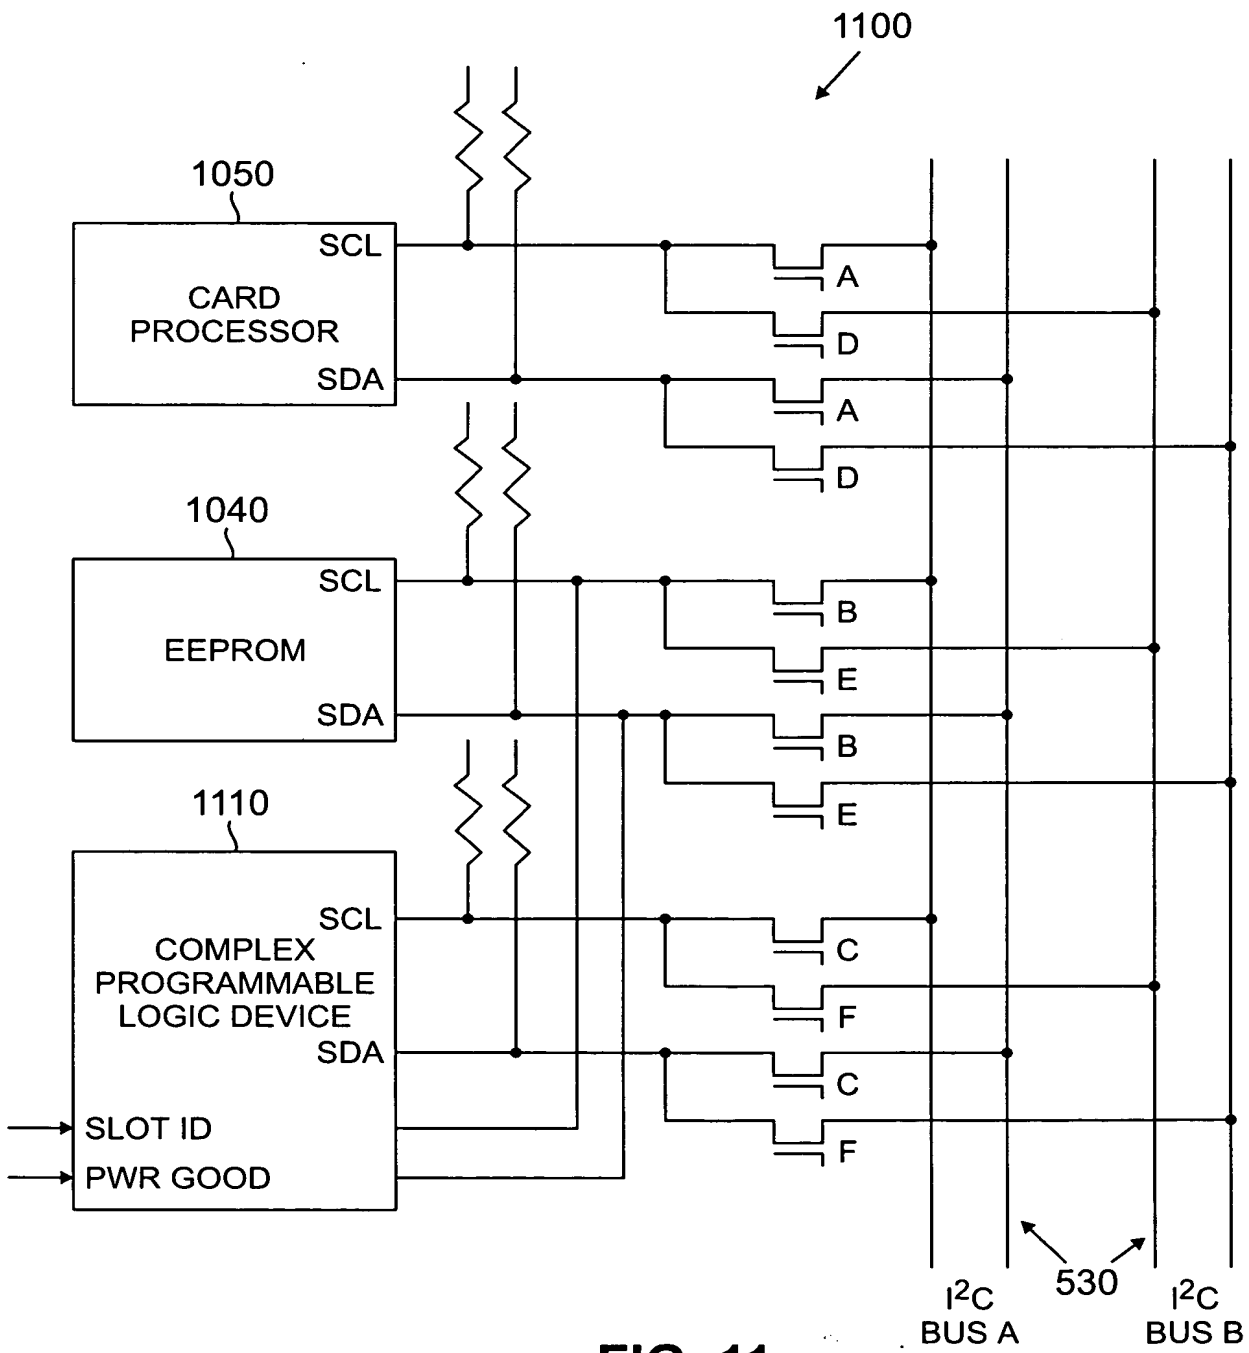 1100
1050
SCL
CARD
PROCESSOR
SDA
A
D
A
D
1040
SCL
EEPROM
SDA
B
E
B
E
1110
SCL
COMPLEX
PROGRAMMABLE
LOGIC DEVICE
SDA
SLOT ID
PWR GOOD
C
F
C
F
530
I²C
BUS A
I²C
BUS B